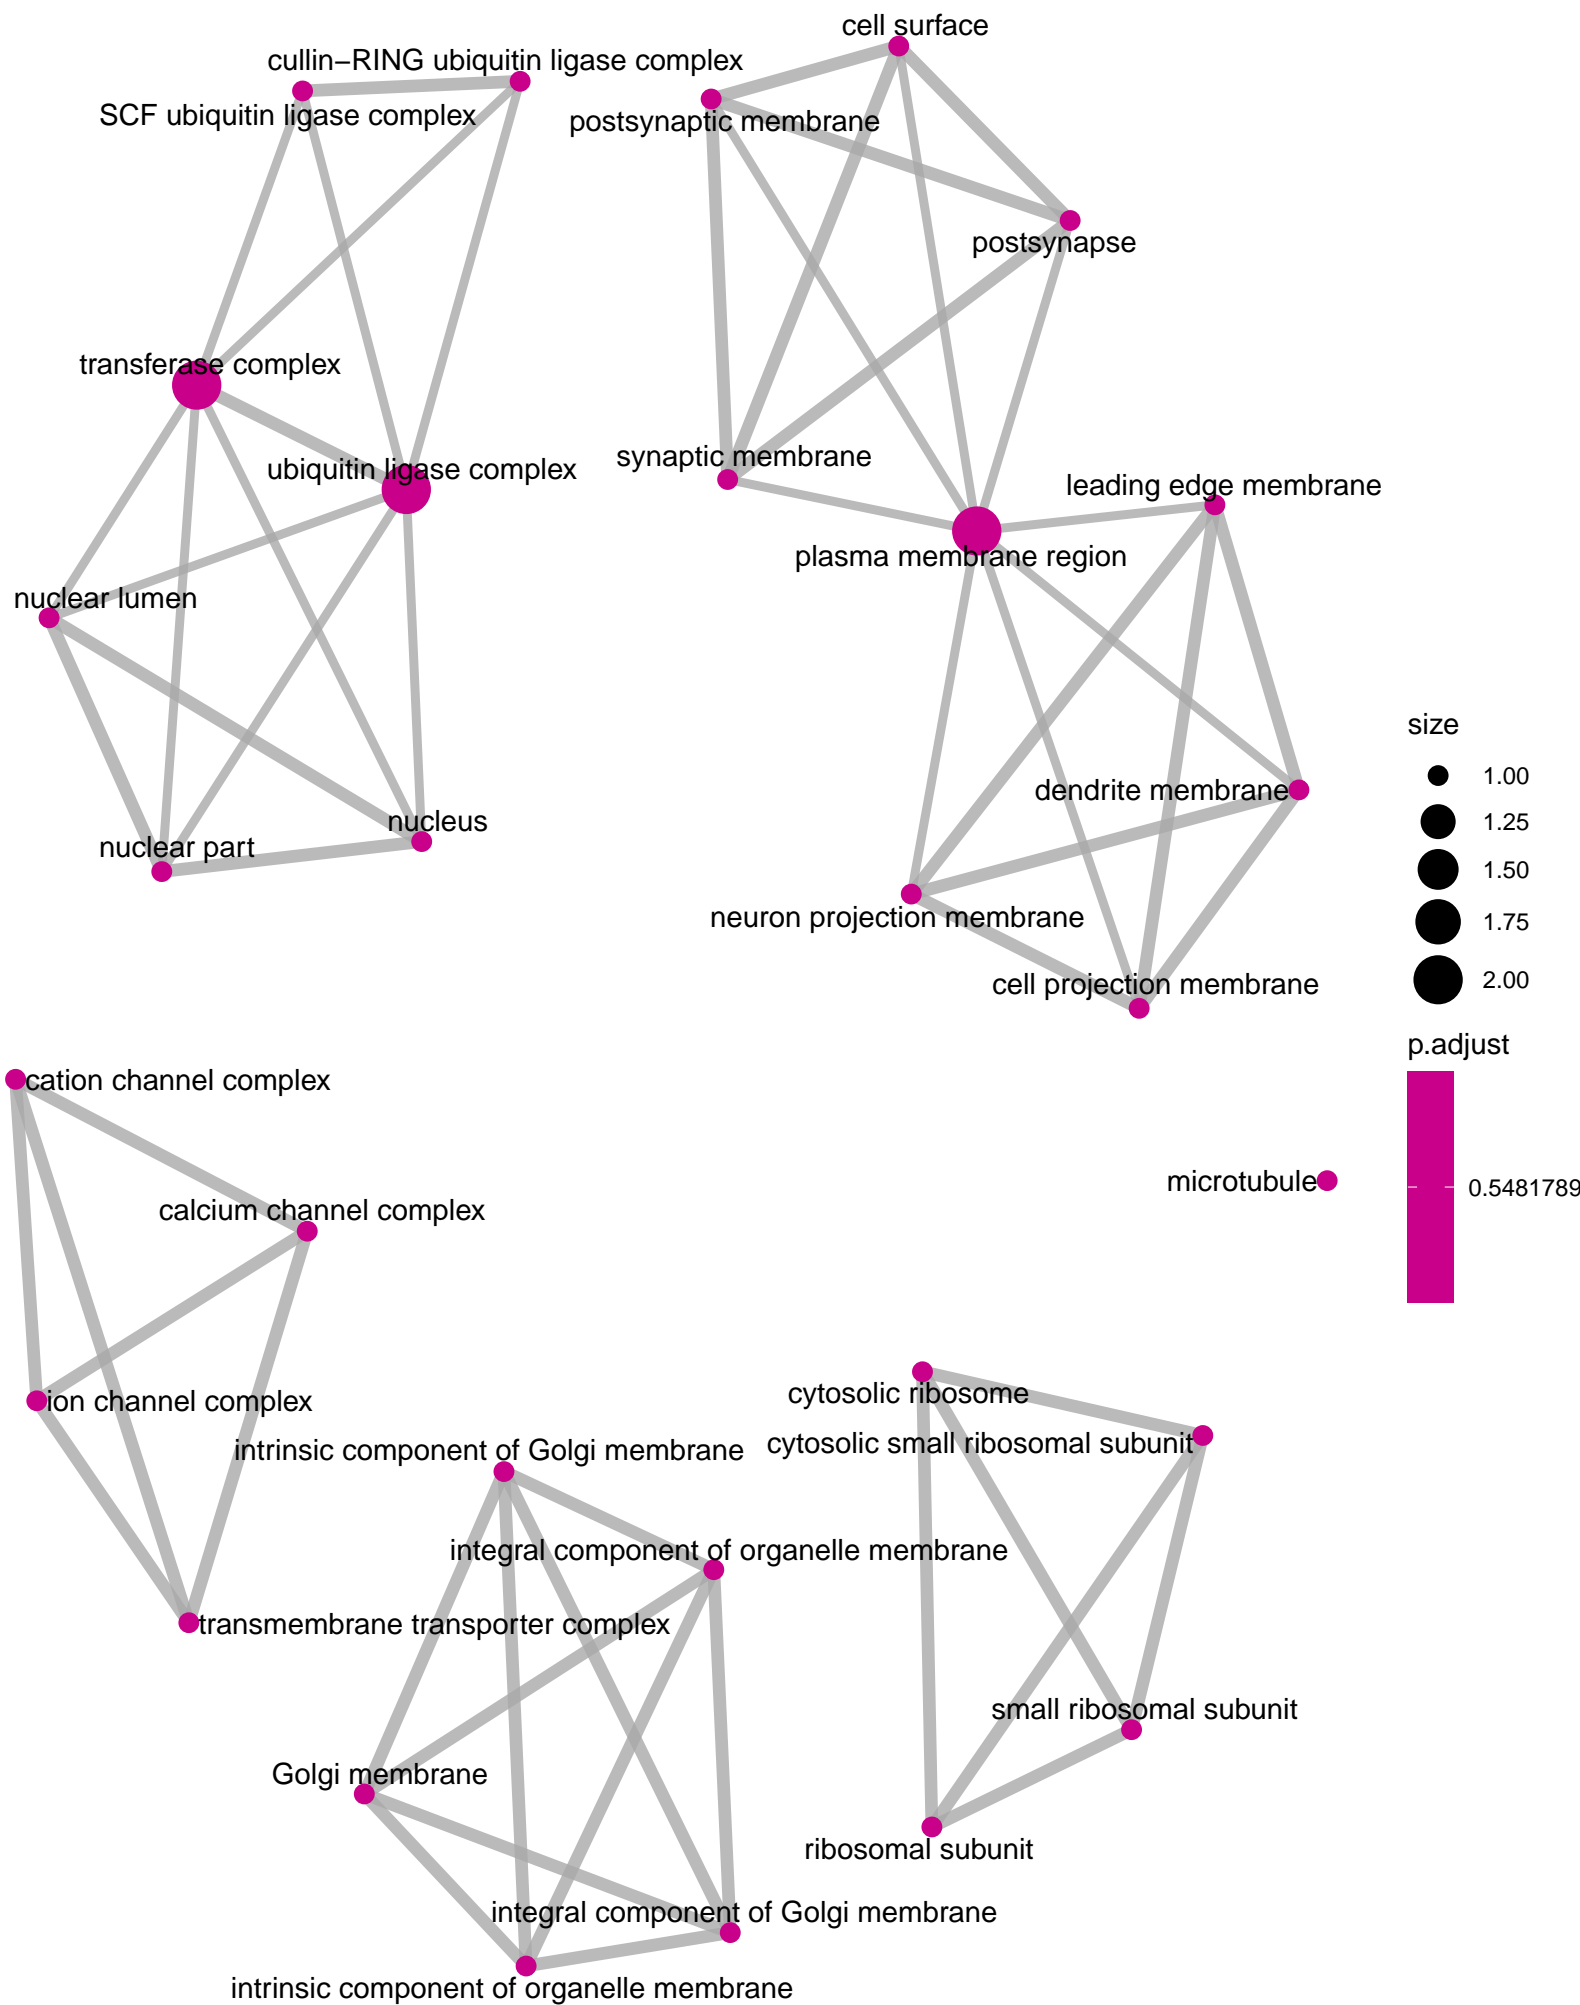 cell surface
cullin−RING ubiquitin ligase complex
SCF ubiquitin ligase complex
postsynaptic membrane
postsynapse
transferase complex
ubiquitin ligase complex
synaptic membrane
leading edge membrane
plasma membrane region
nuclear lumen
size
1.00
dendrite membrane
1.25
nucleus
nuclear part
1.50
neuron projection membrane
1.75
cell projection membrane
2.00
p.adjust
cation channel complex
microtubule
0.5481789
calcium channel complex
ion channel complex
cytosolic ribosome
intrinsic component of Golgi membrane
cytosolic small ribosomal subunit
integral component of organelle membrane
transmembrane transporter complex
small ribosomal subunit
Golgi membrane
ribosomal subunit
integral component of Golgi membrane
intrinsic component of organelle membrane